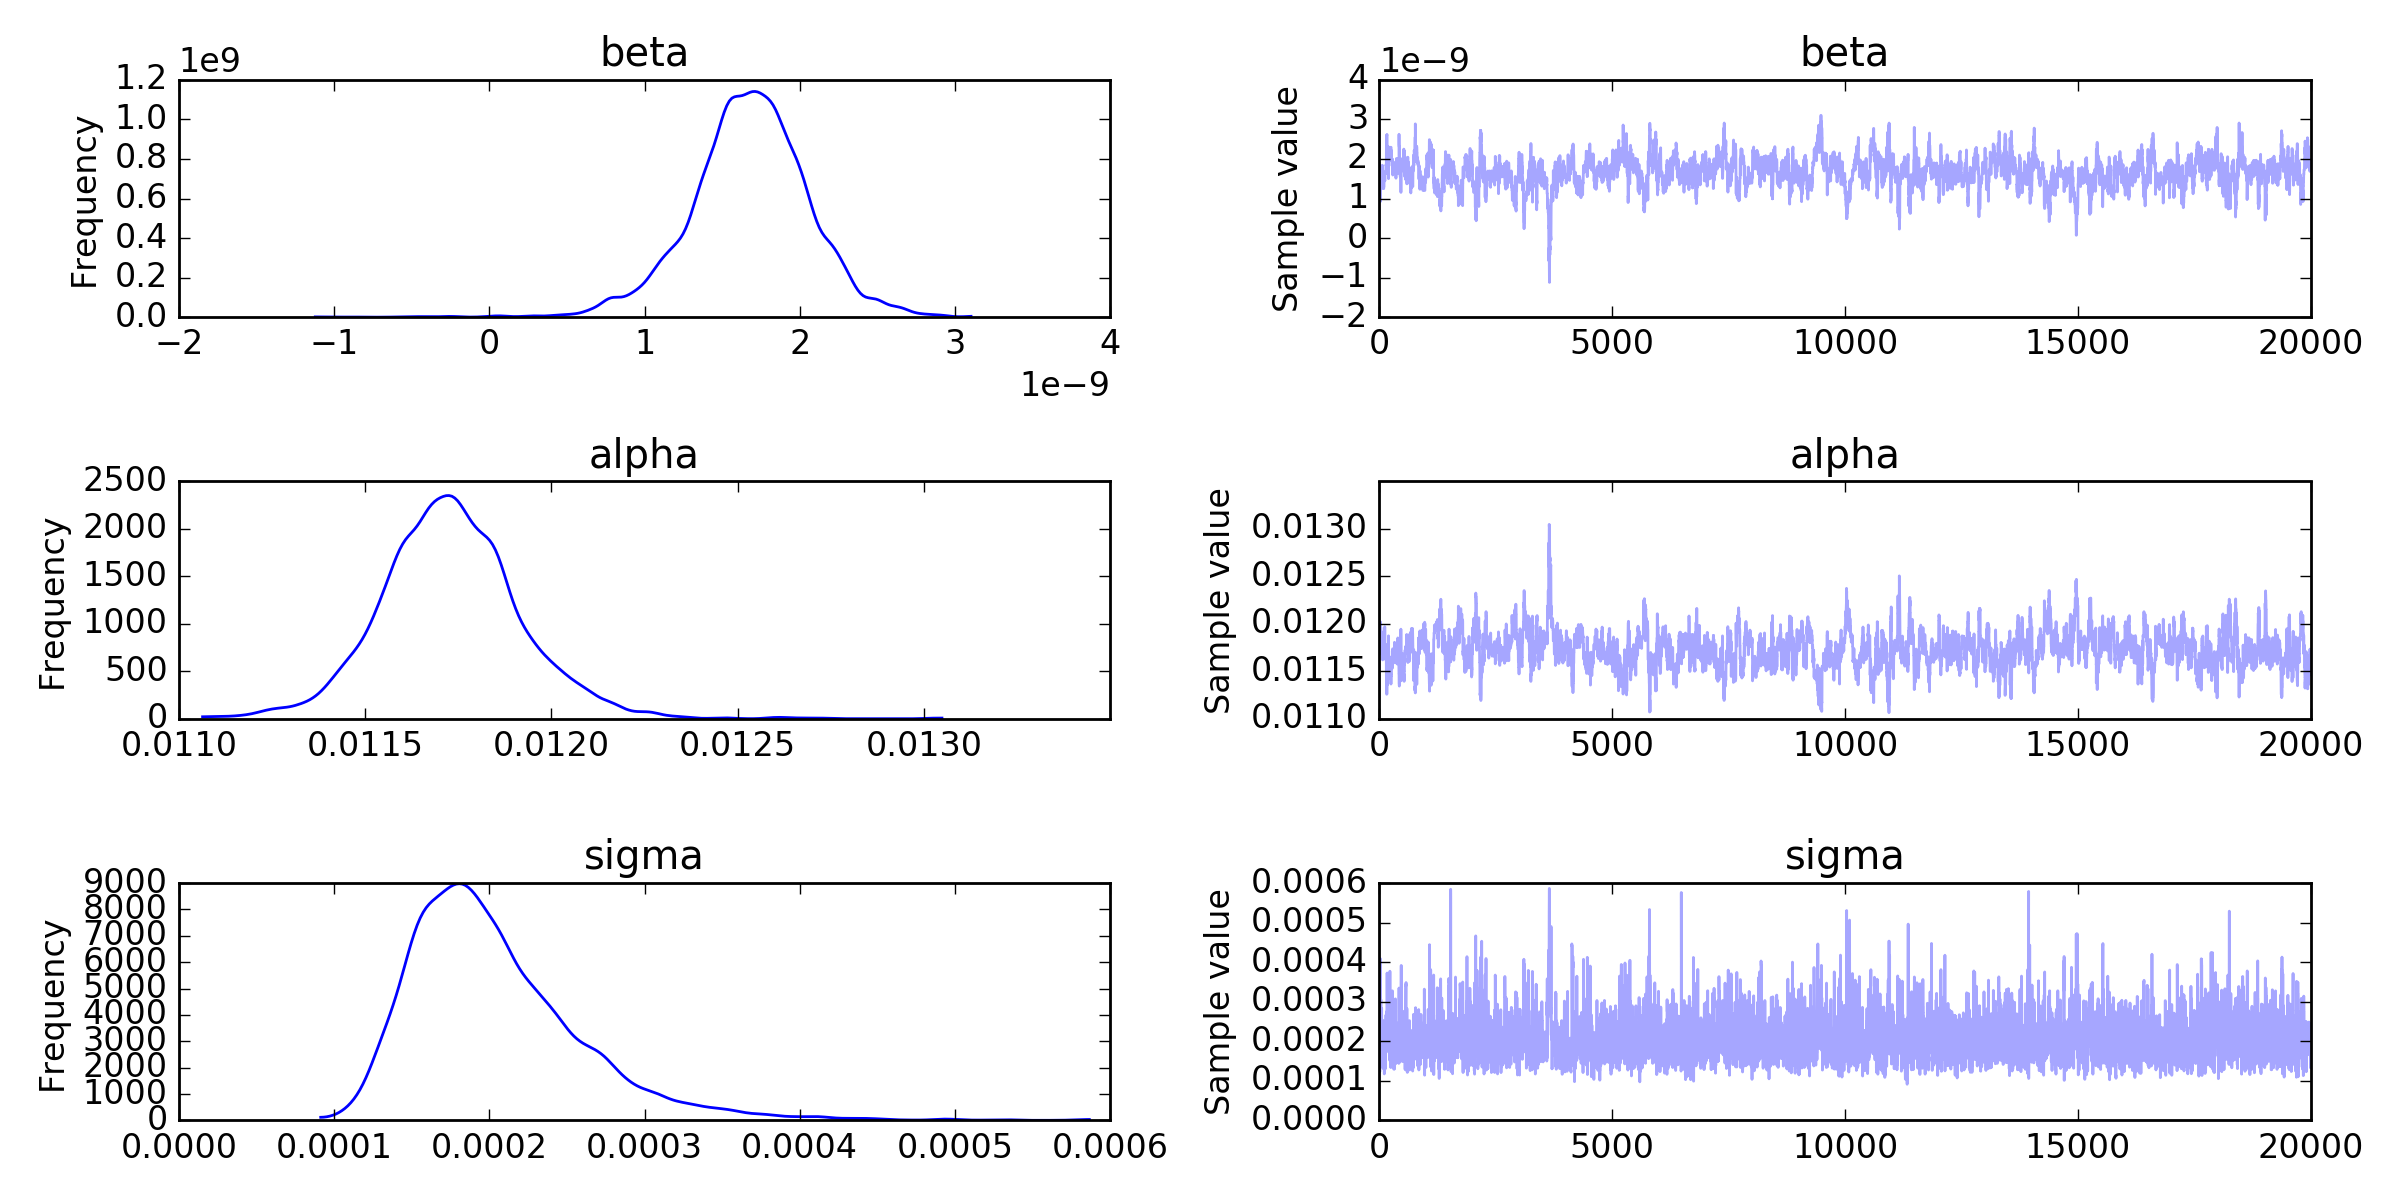 beta
1e9
1.2
1.0
0.8
0.6
0.4
0.2
0.0
Frequency
−2 −1 0 1 2 3 4
1e−9
beta
1e−9
4
3
2
1
0
−1
−2
Sample value
0 5000 10000 15000 20000
alpha
2500
2000
1500
1000
500
0
Frequency
0.0110 0.0115 0.0120 0.0125 0.0130
alpha
0.0130
0.0125
0.0120
0.0115
0.0110
Sample value
0 5000 10000 15000 20000
sigma
9000
8000
7000
6000
5000
4000
3000
2000
1000
0
Frequency
0.0000 0.0001 0.0002 0.0003 0.0004 0.0005 0.0006
sigma
0.0006
0.0005
0.0004
0.0003
0.0002
0.0001
0.0000
Sample value
0 5000 10000 15000 20000